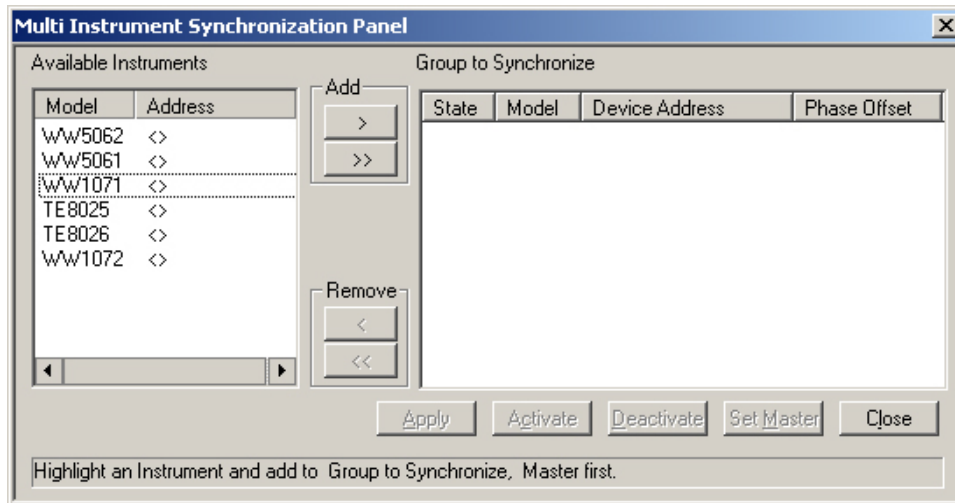 Multi Instrument Synchronization Panel
Available Instruments
Group to Synchronize
Model Address
WW5062 <>
WW5061 <>
WW1071 <>
TE8025 <>
TE8026 <>
WW1072 <>
Add
>
>>
Remove
<
<<
State Model Device Address Phase Offset
Apply Activate Deactivate Set Master Close
Highlight an Instrument and add to Group to Synchronize, Master first.